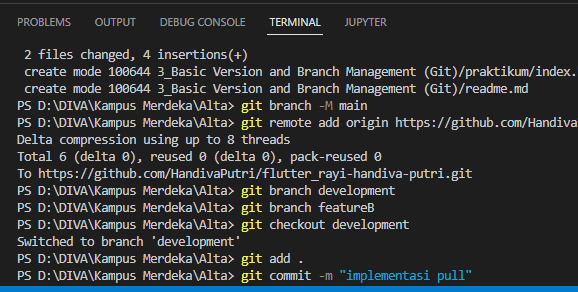 PROBLEMS OUTPUT DEBUG CONSOLE TERMINAL JUPYTER
2 files changed, 4 insertions(+)
create mode 100644 3_Basic Version and Branch Management (Git)/praktikum/index.
create mode 100644 3_Basic Version and Branch Management (Git)/readme.md
PS D:\DIVA\Kampus Merdeka\Alta> git branch -M main
PS D:\DIVA\Kampus Merdeka\Alta> git remote add origin https://github.com/Handiva
Delta compression using up to 8 threads
Total 6 (delta 0), reused 0 (delta 0), pack-reused 0
To https://github.com/HandivaPutri/flutter_rayi-handiva-putri.git
PS D:\DIVA\Kampus Merdeka\Alta> git branch development
PS D:\DIVA\Kampus Merdeka\Alta> git branch featureB
PS D:\DIVA\Kampus Merdeka\Alta> git checkout development
Switched to branch 'development'
PS D:\DIVA\Kampus Merdeka\Alta> git add .
PS D:\DIVA\Kampus Merdeka\Alta> git commit -m "implementasi pull"